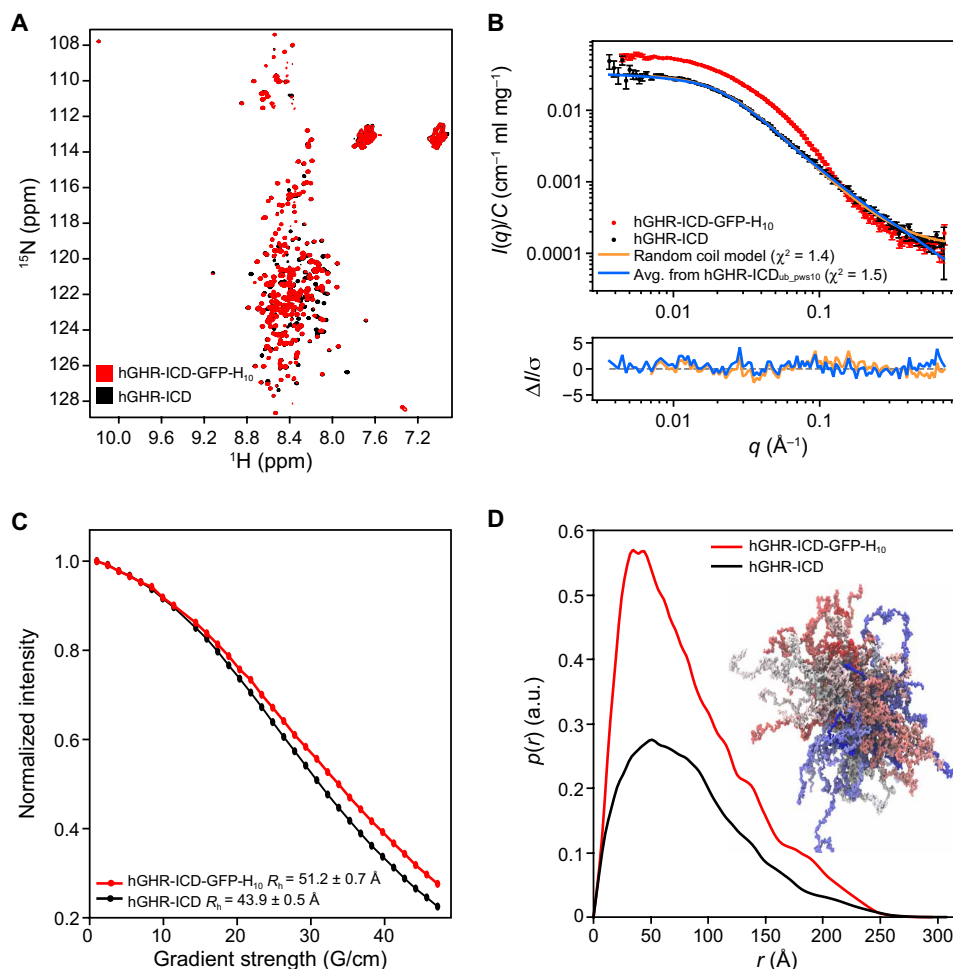 A
108
110
112
114
116
118
120
122
124
126
128
¹⁵N (ppm)
hGHR-ICD-GFP-H₁₀
hGHR-ICD
10.0 9.6 9.2 8.8 8.4 8.0 7.6 7.2
¹H (ppm)
B
0.01
0.001
0.0001
I(q)/C (cm⁻¹ ml mg⁻¹)
hGHR-ICD-GFP-H₁₀
hGHR-ICD
Random coil model (χ² = 1.4)
Avg. from hGHR-ICDub_pws10 (χ² = 1.5)
0.01 0.1
5
0
−5
ΔI/σ
0.01 0.1
q (Å⁻¹)
C
1.0
0.8
0.6
0.4
0.2
Normalized intensity
hGHR-ICD-GFP-H₁₀ Rₕ = 51.2 ± 0.7 Å
hGHR-ICD Rₕ = 43.9 ± 0.5 Å
0 10 20 30 40
Gradient strength (G/cm)
D
0.6
0.5
0.4
0.3
0.2
0.1
0
p(r) (a.u.)
hGHR-ICD-GFP-H₁₀
hGHR-ICD
0 50 100 150 200 250 300
r (Å)